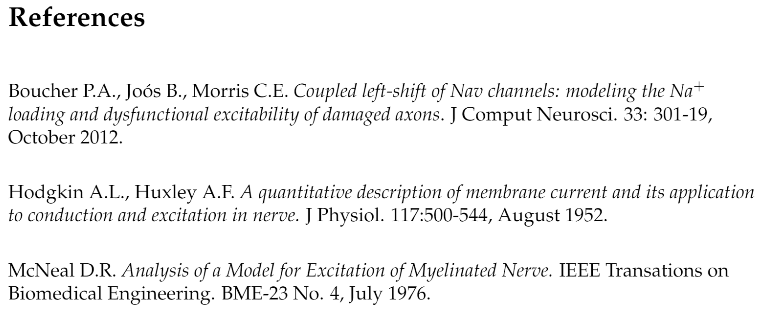 References
Boucher P.A., Joós B., Morris C.E. Coupled left-shift of Nav channels: modeling the Na⁺
loading and dysfunctional excitability of damaged axons. J Comput Neurosci. 33: 301-19,
October 2012.
Hodgkin A.L., Huxley A.F. A quantitative description of membrane current and its application
to conduction and excitation in nerve. J Physiol. 117:500-544, August 1952.
McNeal D.R. Analysis of a Model for Excitation of Myelinated Nerve. IEEE Transations on
Biomedical Engineering. BME-23 No. 4, July 1976.